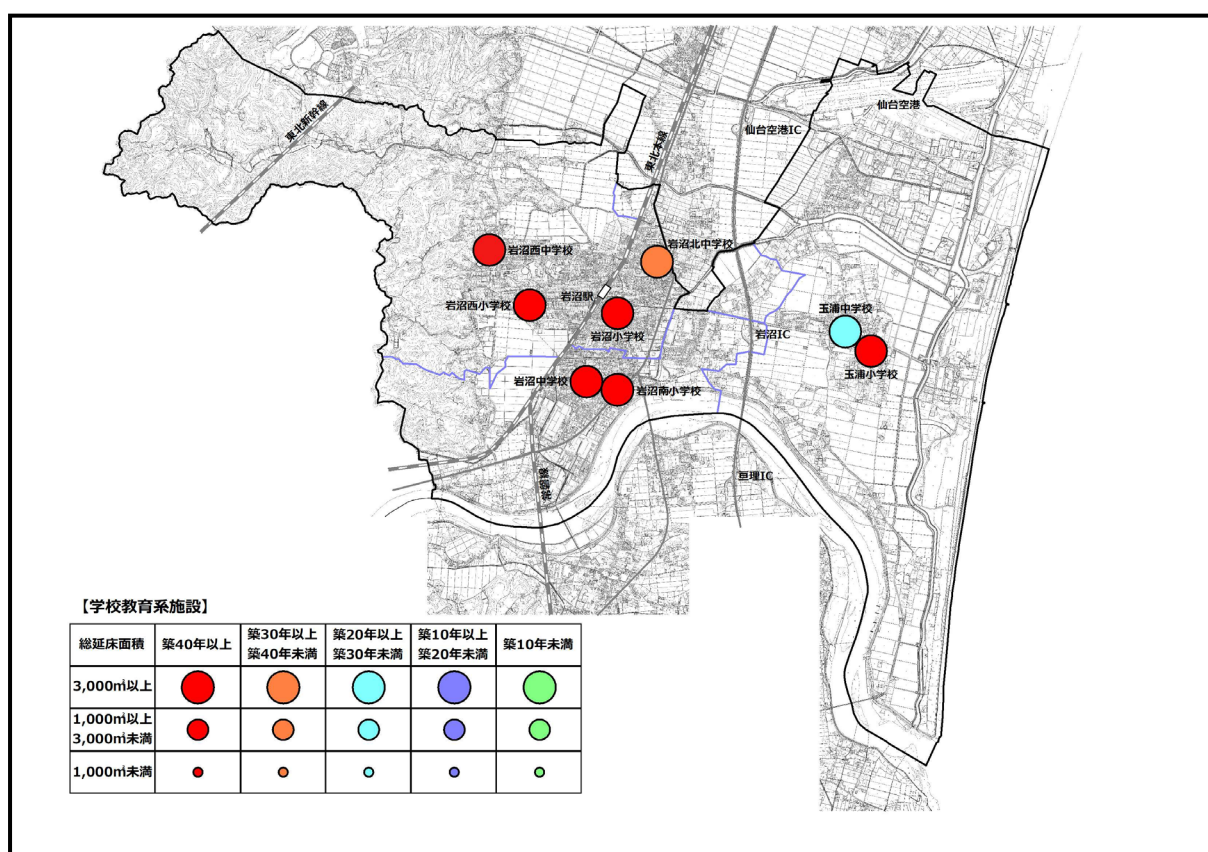 仙台空港
東北新幹線
仙台空港IC
東北本線
岩沼北中学校
岩沼西中学校
岩沼駅
岩沼西小学校
玉浦中学校
岩沼小学校
岩沼IC
玉浦小学校
岩沼中学校
岩沼南小学校
常磐線
亘理IC
【学校教育系施設】
総延床面積 築40年以上 築30年以上 築40年未満 築20年以上 築30年未満 築10年以上 築20年未満 築10年未満
3,000㎡以上
1,000㎡以上
3,000㎡未満
1,000㎡未満